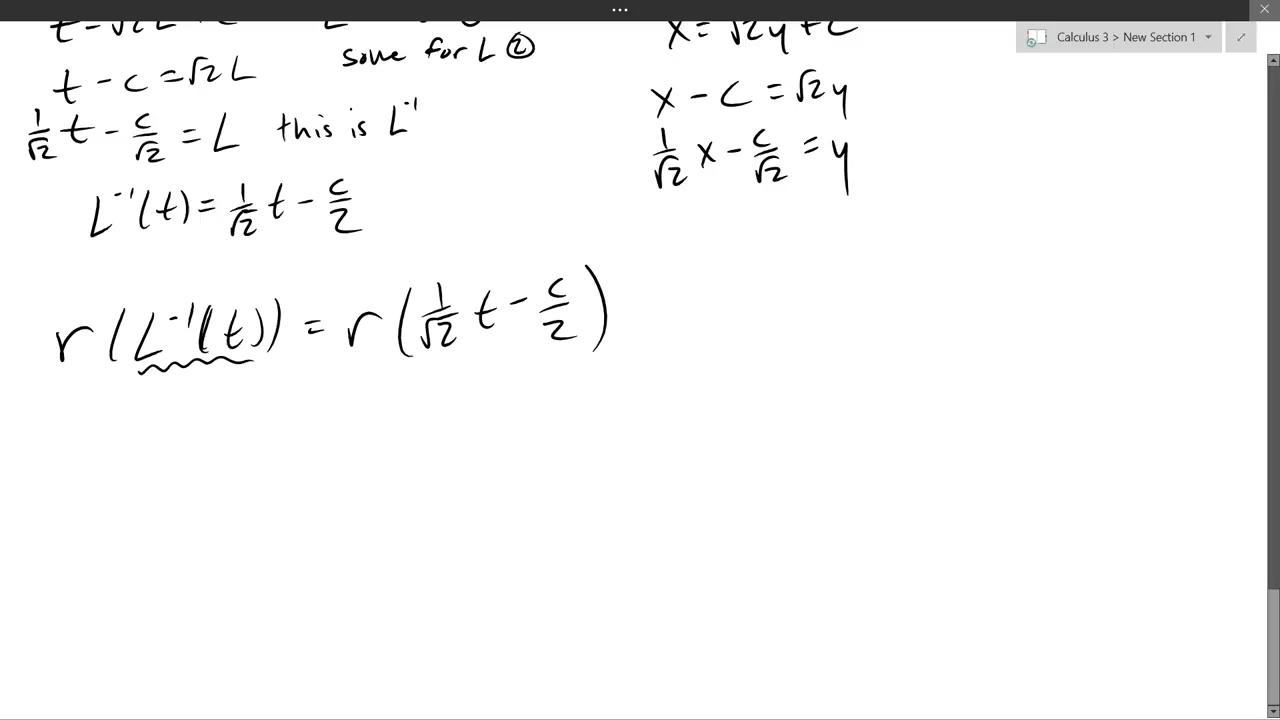 ...
Calculus 3 > New Section 1
solve for L ②
t - c = √2 L
1/√2 t - c/√2 = L this is L⁻¹
L⁻¹(t) = 1/√2 t - c/2
x - c = √2 y
1/√2 x - c/√2 = y
r(L⁻¹(t)) = r(1/√2 t - c/2)